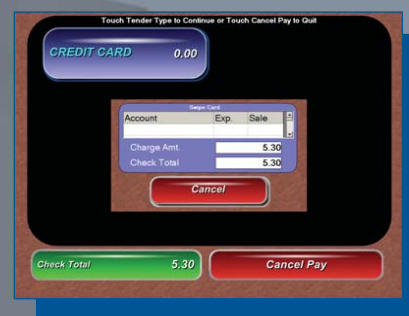 Touch Tender Type to Continue or Touch Cancel Pay to Quit
CREDIT CARD 0.00
Swipe Card
Account Exp. Sale
Charge Amt. 5.30
Check Total 5.30
Cancel
Check Total 5.30
Cancel Pay